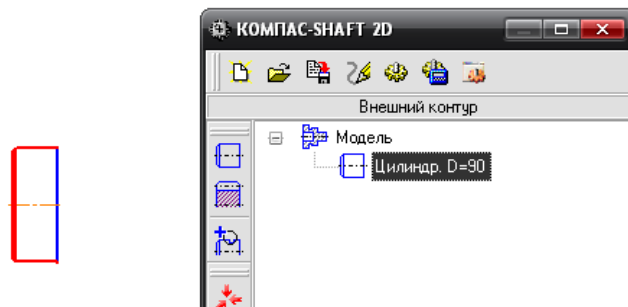 КОМПАС-SHAFT 2D
Внешний контур
Модель
Цилиндр. D=90